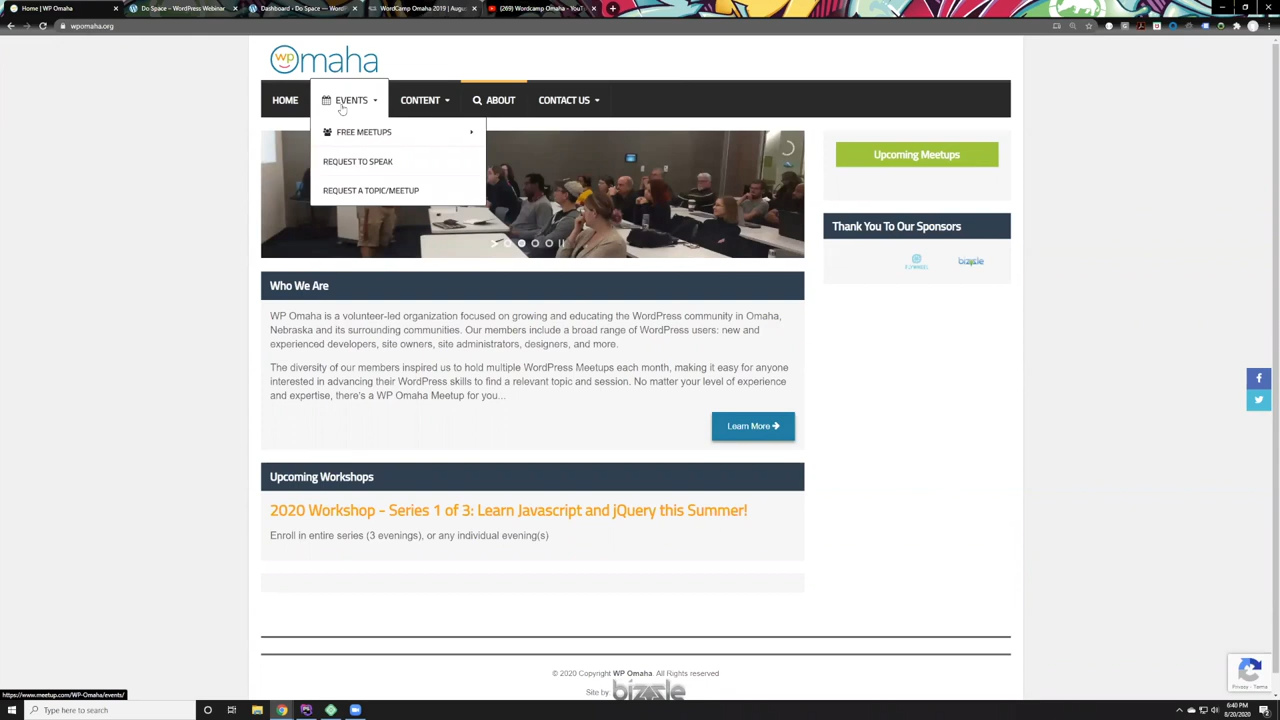 Home | WP Omaha
Do Space – WordPress Webinar
Dashboard ‹ Do Space — Word
WordCamp Omaha 2019 | Augus
(269) Wordcamp Omaha - YouT
wpomaha.org
wp Omaha
HOME
EVENTS
CONTENT
ABOUT
CONTACT US
FREE MEETUPS
REQUEST TO SPEAK
REQUEST A TOPIC/MEETUP
Upcoming Meetups
Thank You To Our Sponsors
FLYWHEEL
bizzle
Who We Are
WP Omaha is a volunteer-led organization focused on growing and educating the WordPress community in Omaha,
Nebraska and its surrounding communities. Our members include a broad range of WordPress users: new and
experienced developers, site owners, site administrators, designers, and more.
The diversity of our members inspired us to hold multiple WordPress Meetups each month, making it easy for anyone
interested in advancing their WordPress skills to find a relevant topic and session. No matter your level of experience
and expertise, there's a WP Omaha Meetup for you...
Learn More
Upcoming Workshops
2020 Workshop - Series 1 of 3: Learn Javascript and jQuery this Summer!
Enroll in entire series (3 evenings), or any individual evening(s)
© 2020 Copyright WP Omaha. All Rights reserved
Site by bizzle
Privacy - Terms
https://www.meetup.com/WP-Omaha/events/
Type here to search
6:40 PM
8/20/2020